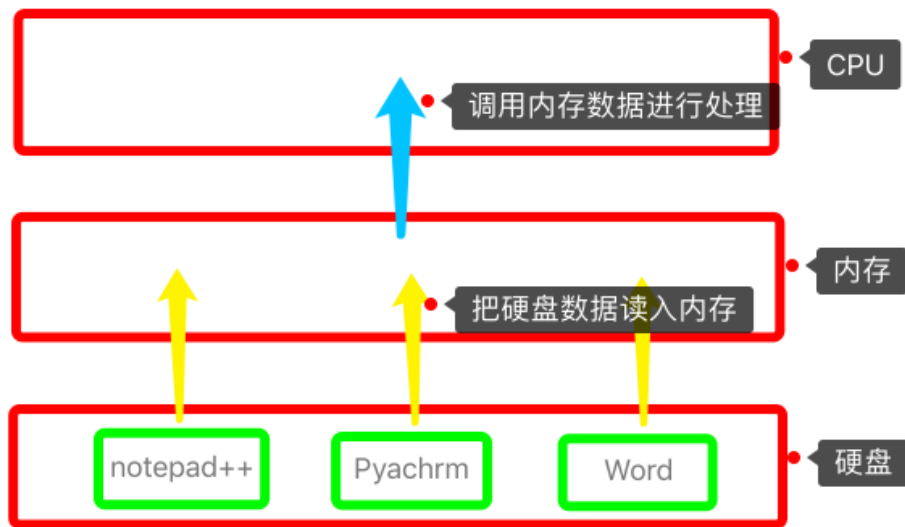 CPU
调用内存数据进行处理
内存
把硬盘数据读入内存
notepad++
Pyachrm
Word
硬盘